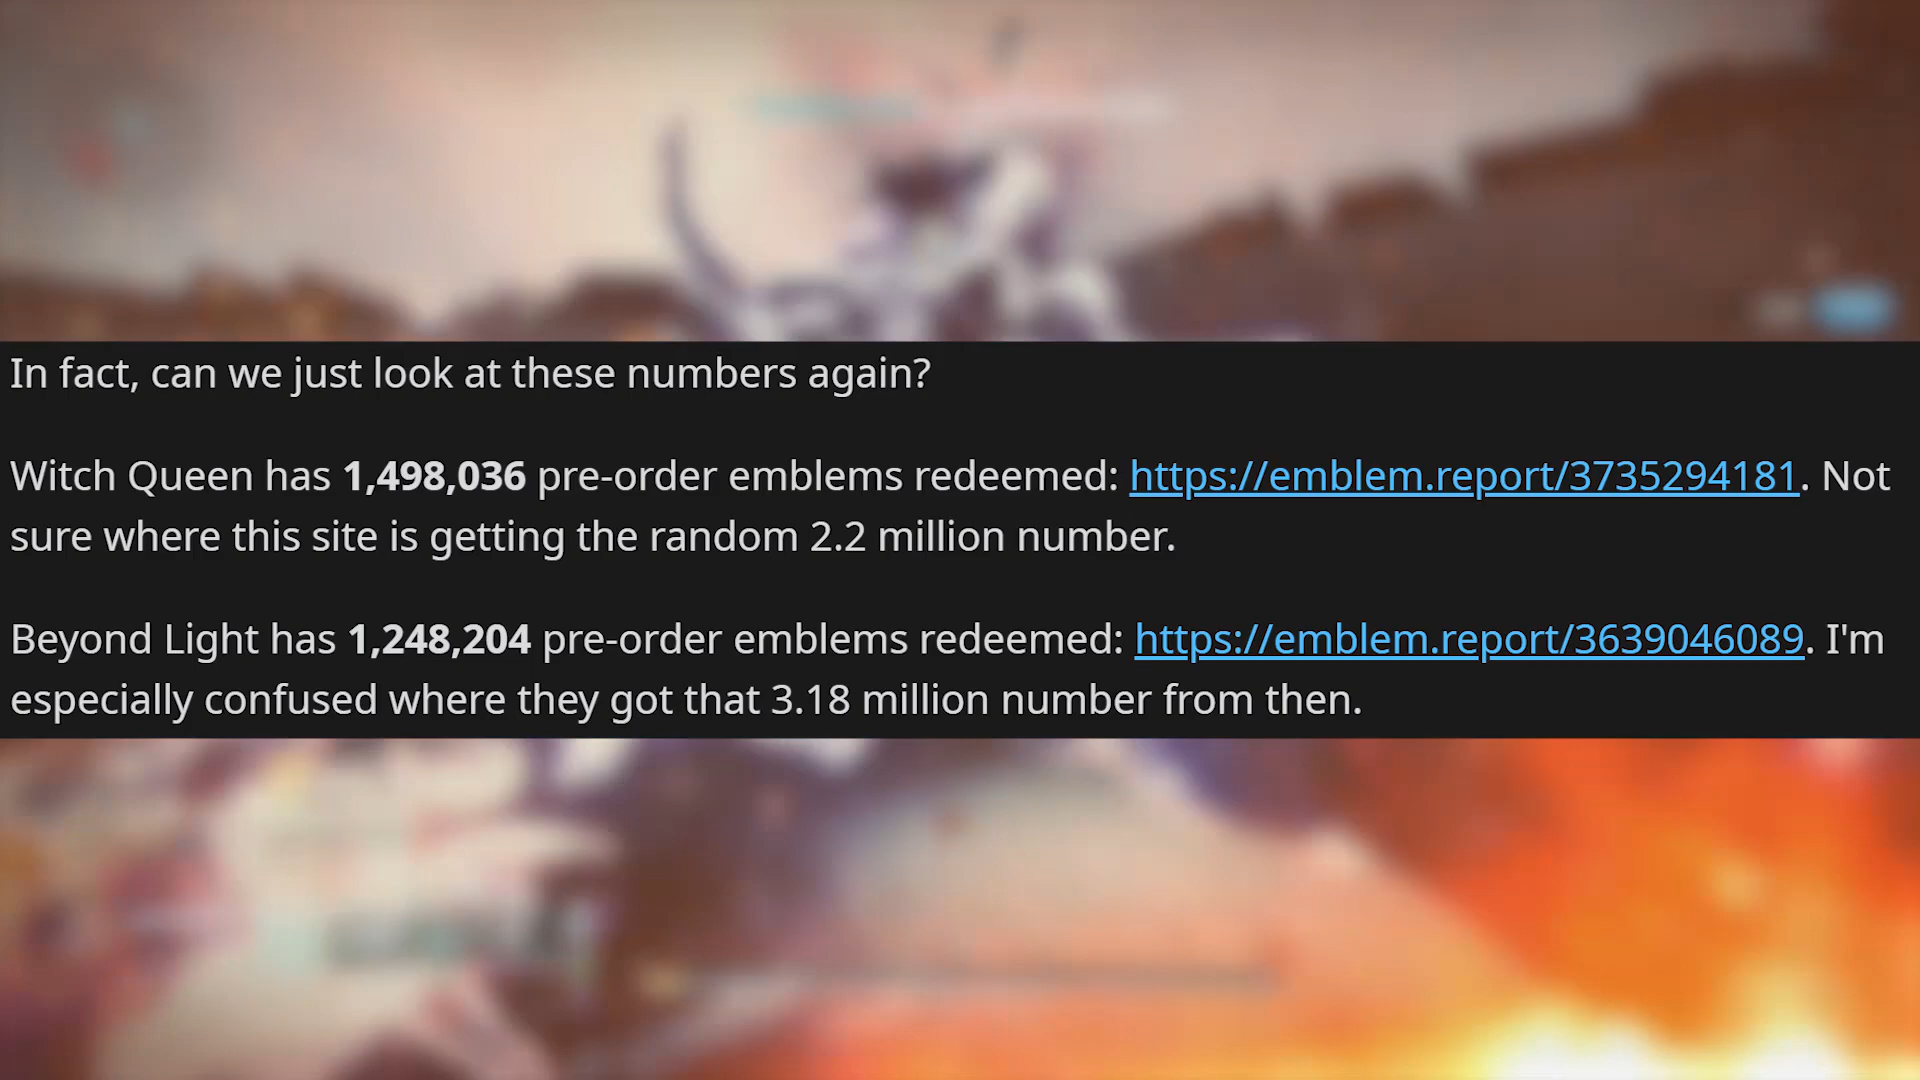 In fact, can we just look at these numbers again?
Witch Queen has 1,498,036 pre-order emblems redeemed: https://emblem.report/3735294181. Not
sure where this site is getting the random 2.2 million number.
Beyond Light has 1,248,204 pre-order emblems redeemed: https://emblem.report/3639046089. I'm
especially confused where they got that 3.18 million number from then.